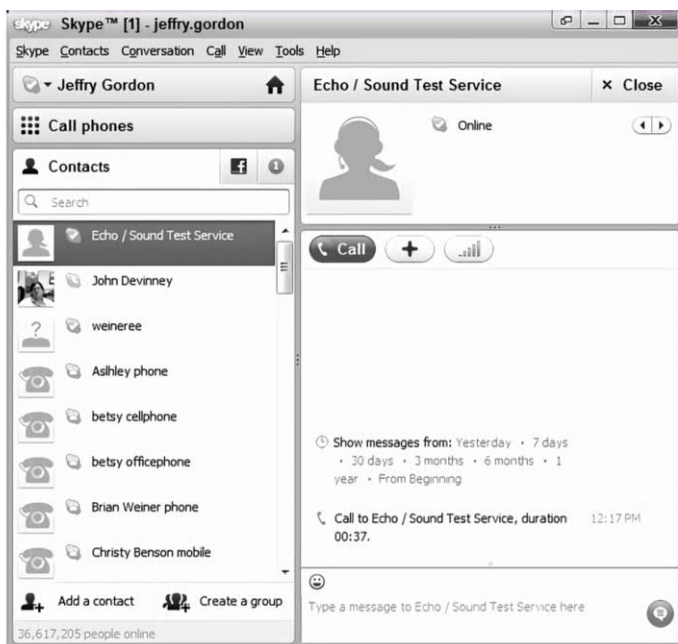 Skype™ [1] - jeffry.gordon
Skype Contacts Conversation Call View Tools Help
Jeffry Gordon
Call phones
Contacts
1
Search
Echo / Sound Test Service
John Devinney
weineree
Aslhley phone
betsy cellphone
betsy officephone
Brian Weiner phone
Christy Benson mobile
Add a contact Create a group
36,617,205 people online
Echo / Sound Test Service × Close
Online
Call
Show messages from: Yesterday • 7 days
• 30 days • 3 months • 6 months • 1
year • From Beginning
Call to Echo / Sound Test Service, duration 12:17 PM
00:37.
Type a message to Echo / Sound Test Service here